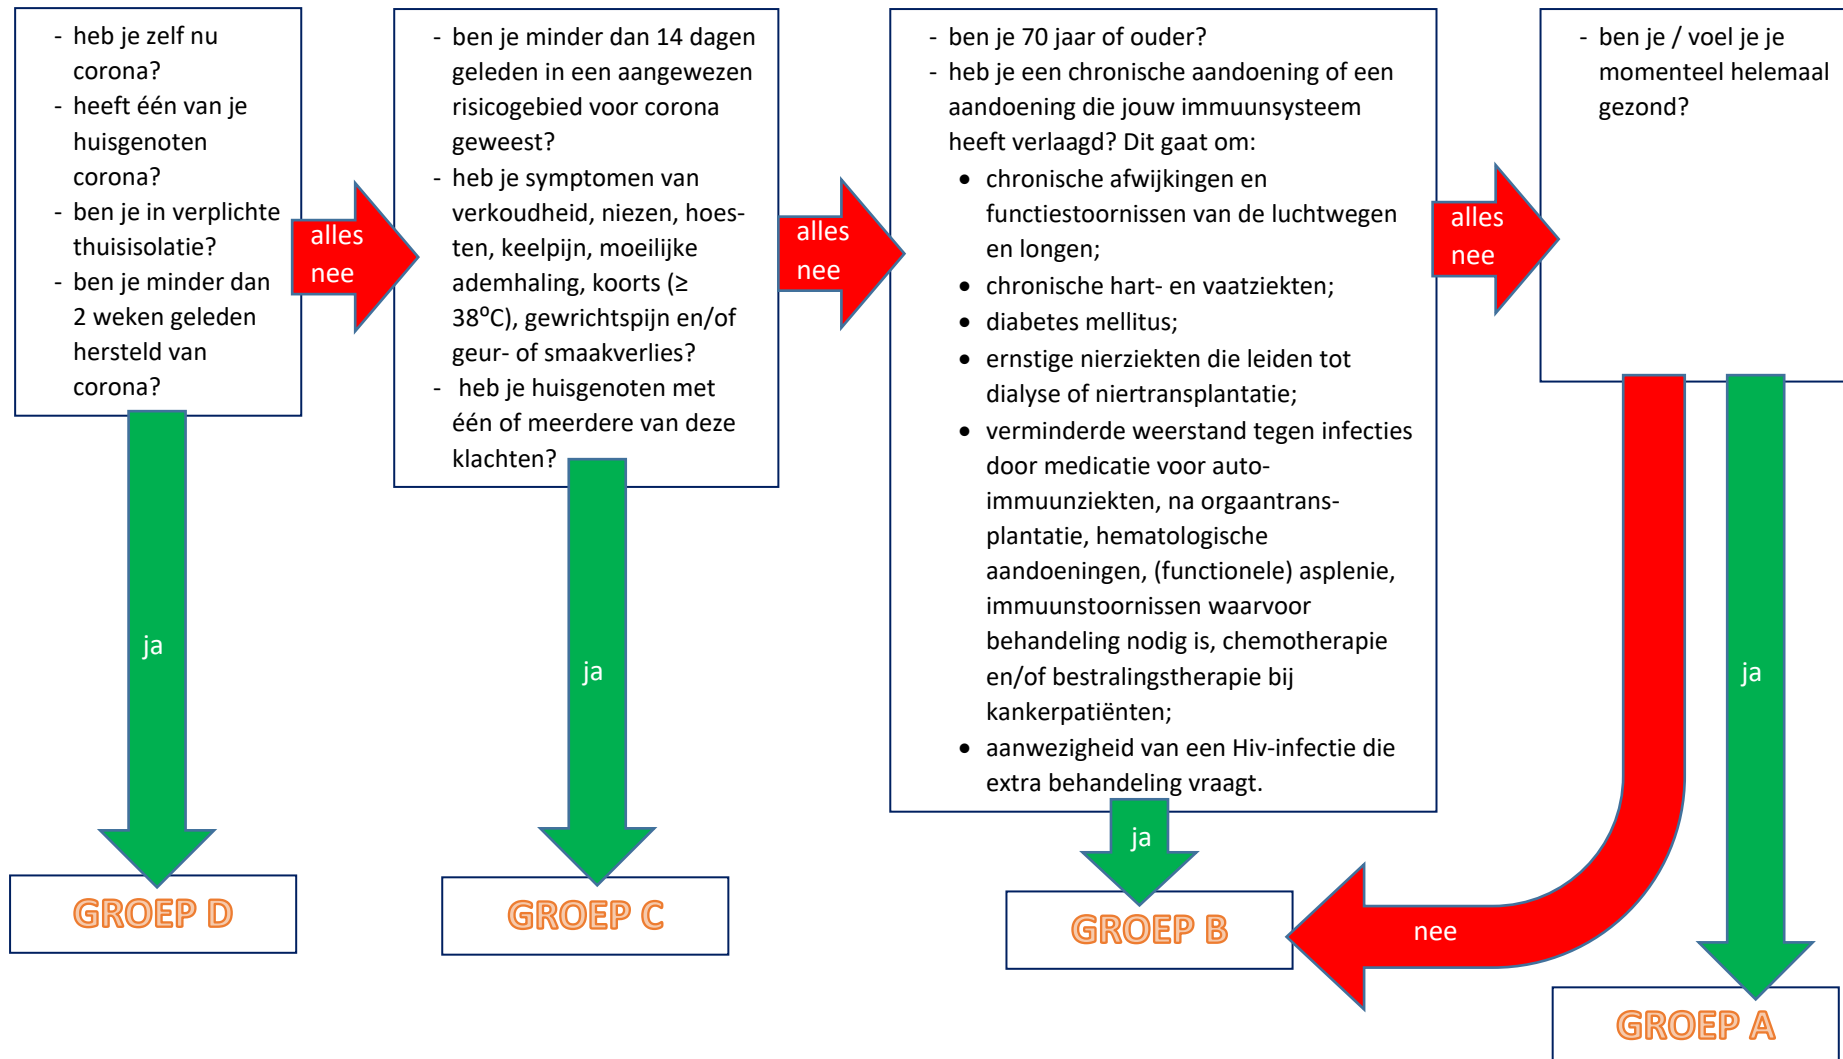 - heb je zelf nu
corona?
- heeft één van je
huisgenoten
corona?
- ben je in verplichte
thuisisolatie?
- ben je minder dan
2 weken geleden
hersteld van
corona?
alles
nee
ja
GROEP D
- ben je minder dan 14 dagen
geleden in een aangewezen
risicogebied voor corona
geweest?
- heb je symptomen van
verkoudheid, niezen, hoes-
ten, keelpijn, moeilijke
ademhaling, koorts (≥
38⁰C), gewrichtspijn en/of
geur- of smaakverlies?
- heb je huisgenoten met
één of meerdere van deze
klachten?
alles
nee
ja
GROEP C
- ben je 70 jaar of ouder?
- heb je een chronische aandoening of een
aandoening die jouw immuunsysteem
heeft verlaagd? Dit gaat om:
• chronische afwijkingen en
functiestoornissen van de luchtwegen
en longen;
• chronische hart- en vaatziekten;
• diabetes mellitus;
• ernstige nierziekten die leiden tot
dialyse of niertransplantatie;
• verminderde weerstand tegen infecties
door medicatie voor auto-
immuunziekten, na orgaantrans-
plantatie, hematologische
aandoeningen, (functionele) asplenie,
immuunstoornissen waarvoor
behandeling nodig is, chemotherapie
en/of bestralingstherapie bij
kankerpatiënten;
• aanwezigheid van een Hiv-infectie die
extra behandeling vraagt.
alles
nee
ja
GROEP B
- ben je / voel je je
momenteel helemaal
gezond?
nee
ja
GROEP A